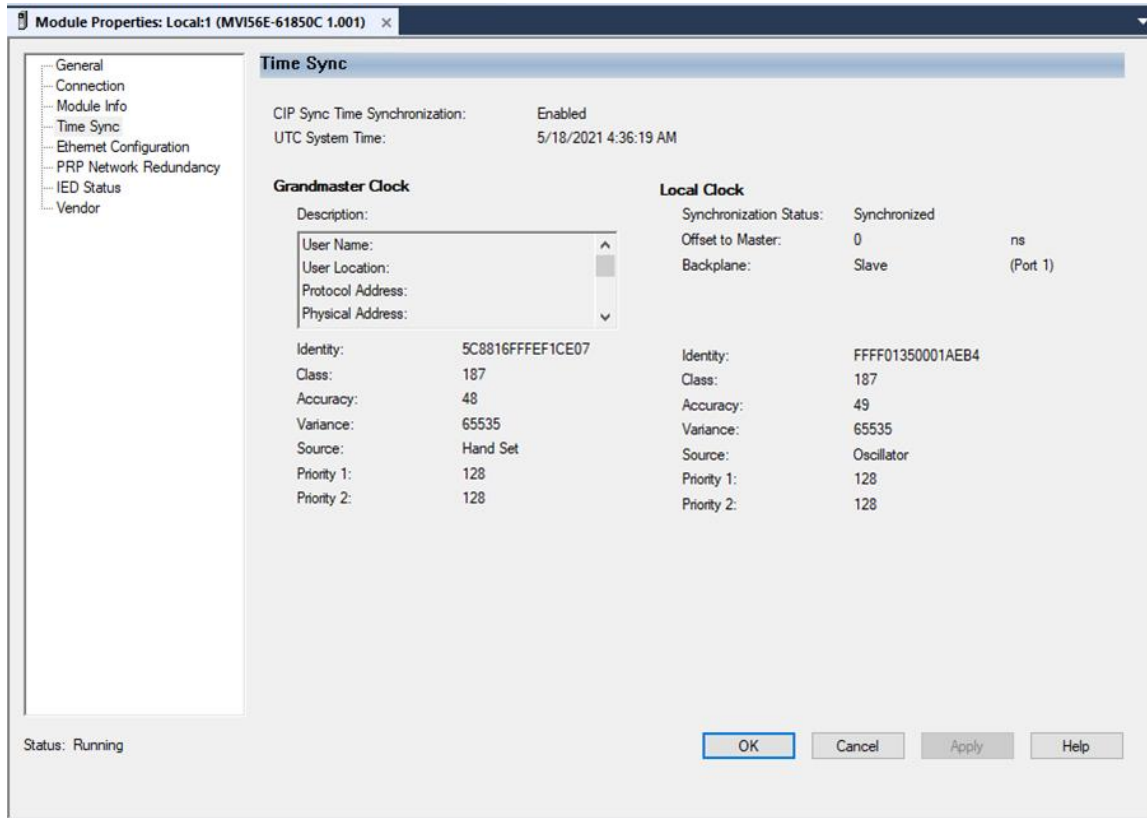 Module Properties: Local:1 (MVI56E-61850C 1.001) ×
General
Connection
Module Info
Time Sync
Ethernet Configuration
PRP Network Redundancy
IED Status
Vendor
Time Sync
CIP Sync Time Synchronization: Enabled
UTC System Time: 5/18/2021 4:36:19 AM
Grandmaster Clock
Description:
User Name:
User Location:
Protocol Address:
Physical Address:
Identity: 5C8816FFFEF1CE07
Class: 187
Accuracy: 48
Variance: 65535
Source: Hand Set
Priority 1: 128
Priority 2: 128
Local Clock
Synchronization Status: Synchronized
Offset to Master: 0 ns
Backplane: Slave (Port 1)
Identity: FFFF01350001AEB4
Class: 187
Accuracy: 49
Variance: 65535
Source: Oscillator
Priority 1: 128
Priority 2: 128
Status: Running
OK Cancel Apply Help